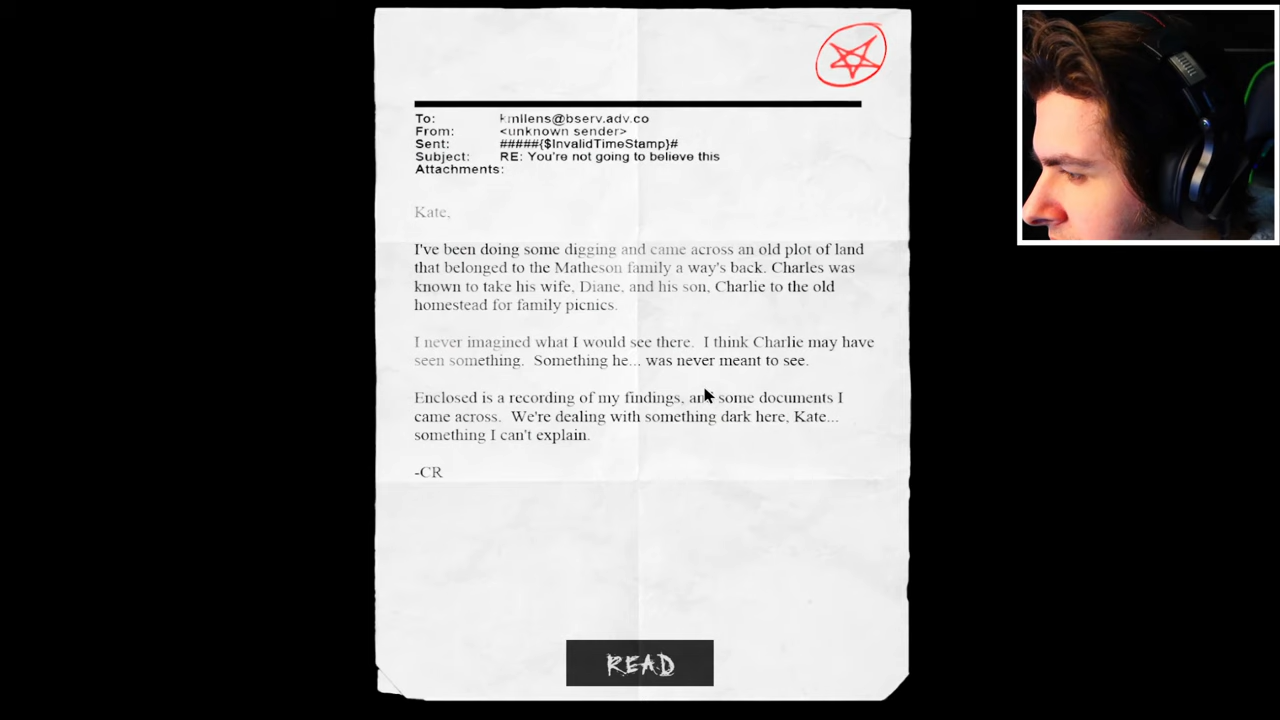 To: kmilens@bserv.adv.co
From: <unknown sender>
Sent: #####{$InvalidTimeStamp}#
Subject: RE: You're not going to believe this
Attachments:
Kate,
I've been doing some digging and came across an old plot of land
that belonged to the Matheson family a way's back. Charles was
known to take his wife, Diane, and his son, Charlie to the old
homestead for family picnics.
I never imagined what I would see there. I think Charlie may have
seen something. Something he... was never meant to see.
Enclosed is a recording of my findings, and some documents I
came across. We're dealing with something dark here, Kate...
something I can't explain.
-CR
READ